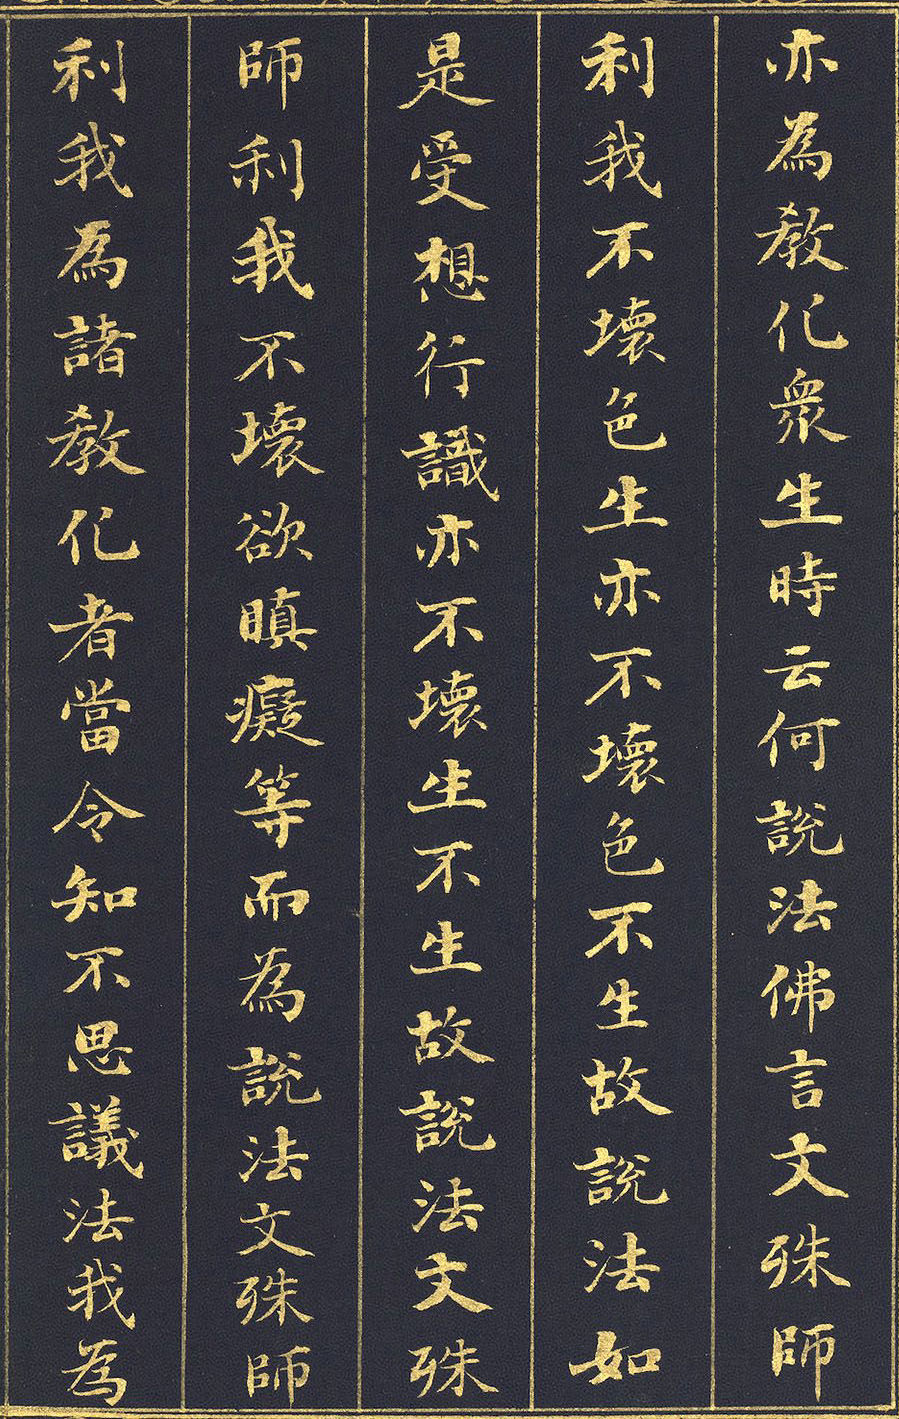 亦為教化衆生時云何說法佛言文殊師
利我不壞色生亦不壞色不生故說法如
是受想行識亦不壞生不生故說法文殊
師利我不壞欲瞋癡等而為說法文殊師
利我為諸教化者當令知不思議法我為